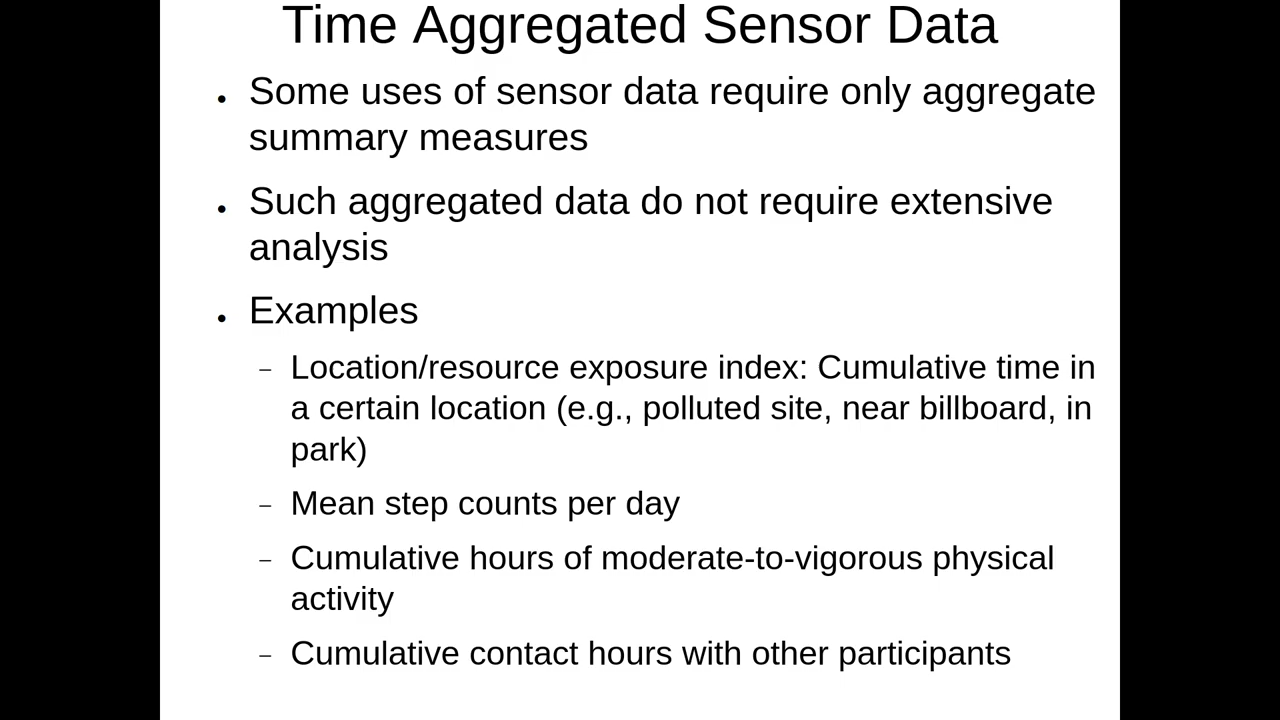 Time Aggregated Sensor Data
• Some uses of sensor data require only aggregate
summary measures
• Such aggregated data do not require extensive
analysis
• Examples
– Location/resource exposure index: Cumulative time in
a certain location (e.g., polluted site, near billboard, in
park)
– Mean step counts per day
– Cumulative hours of moderate-to-vigorous physical
activity
– Cumulative contact hours with other participants